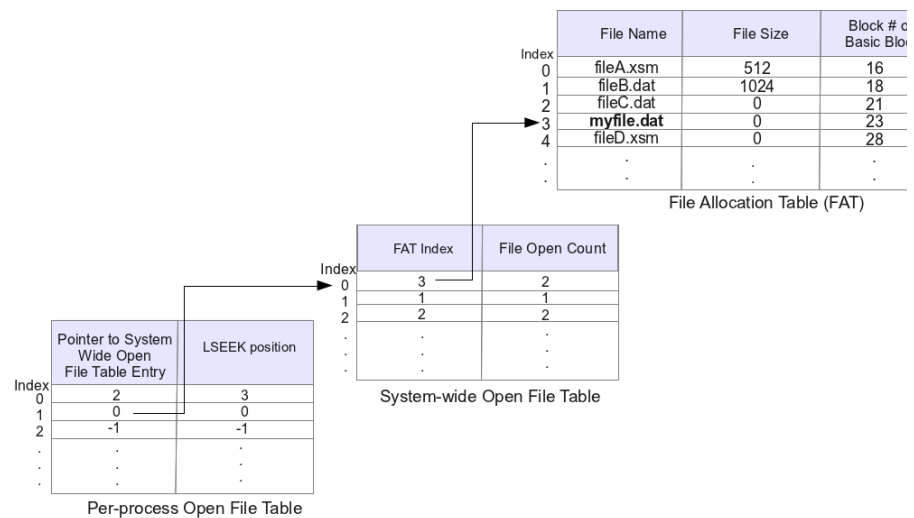 File Name File Size Block # o
Basic Bloc
Index
0 fileA.xsm 512 16
1 fileB.dat 1024 18
2 fileC.dat 0 21
3 myfile.dat 0 23
4 fileD.xsm 0 28
. . . .
. . . .
File Allocation Table (FAT)
FAT Index File Open Count
Index
0 3 2
1 1 1
2 2 2
. . .
. . .
. . .
System-wide Open File Table
Pointer to System
Wide Open
File Table Entry
LSEEK position
Index
0 2 3
1 0 0
2 -1 -1
. . .
. . .
. . .
Per-process Open File Table